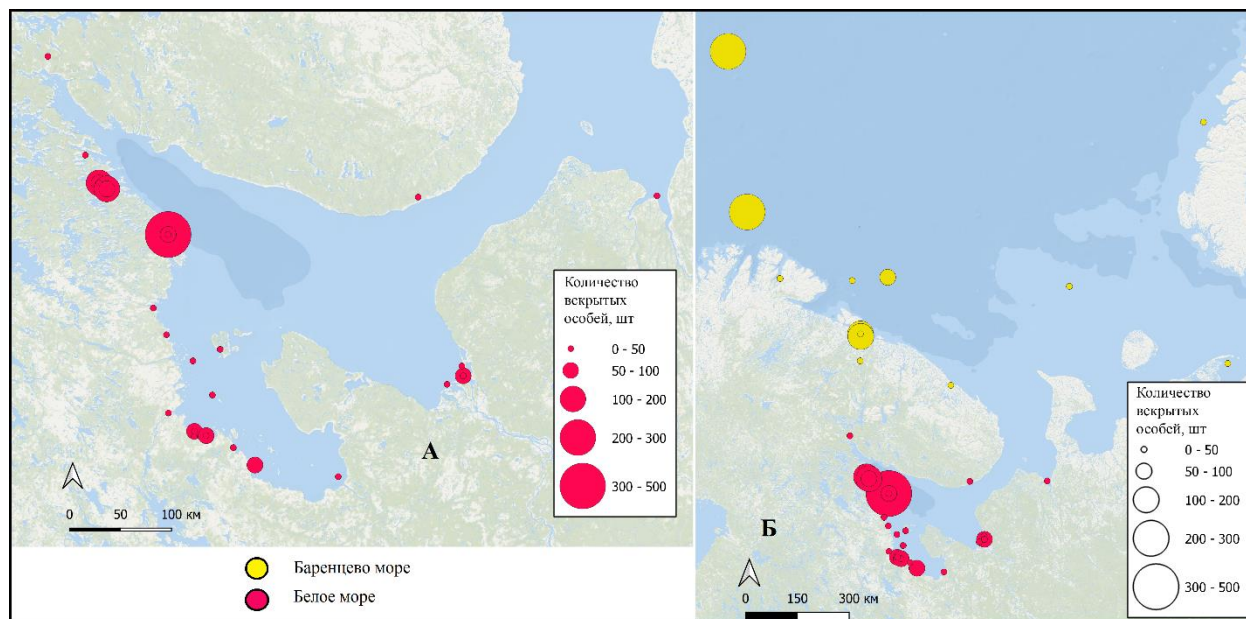 Количество
вскрытых
особей, шт
0 - 50
50 - 100
100 - 200
200 - 300
300 - 500
А
0 50 100 км
Баренцево море
Белое море
Количество
вскрытых
особей, шт
0 - 50
50 - 100
100 - 200
200 - 300
300 - 500
Б
0 150 300 км